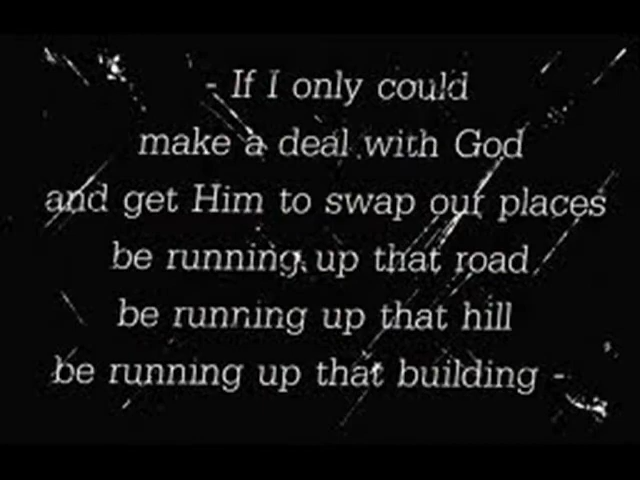 - If I only could
make a deal with God
and get Him to swap our places
be running up that road
be running up that hill
be running up that building -